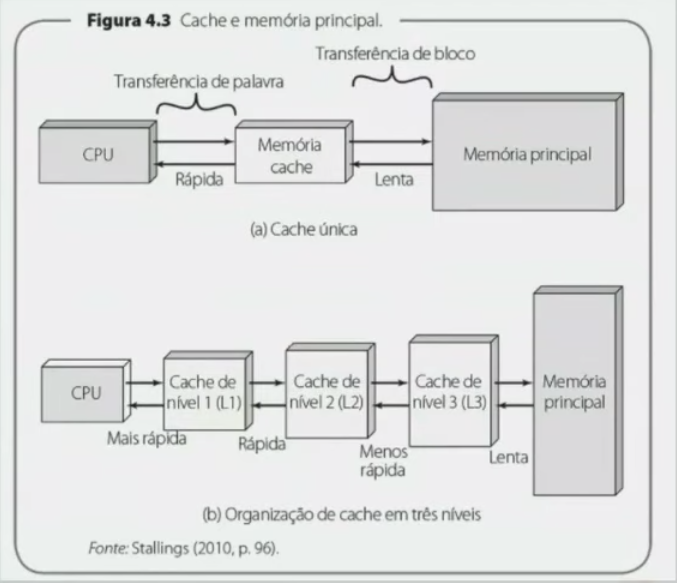 Figura 4.3 Cache e memória principal.
Transferência de bloco
Transferência de palavra
CPU
Memória
cache
Memória principal
Rápida
Lenta
(a) Cache única
CPU
Cache de
nível 1 (L1)
Cache de
nível 2 (L2)
Cache de
nível 3 (L3)
Memória
principal
Mais rápida
Rápida
Menos
rápida
Lenta
(b) Organização de cache em três níveis
Fonte: Stallings (2010, p. 96).